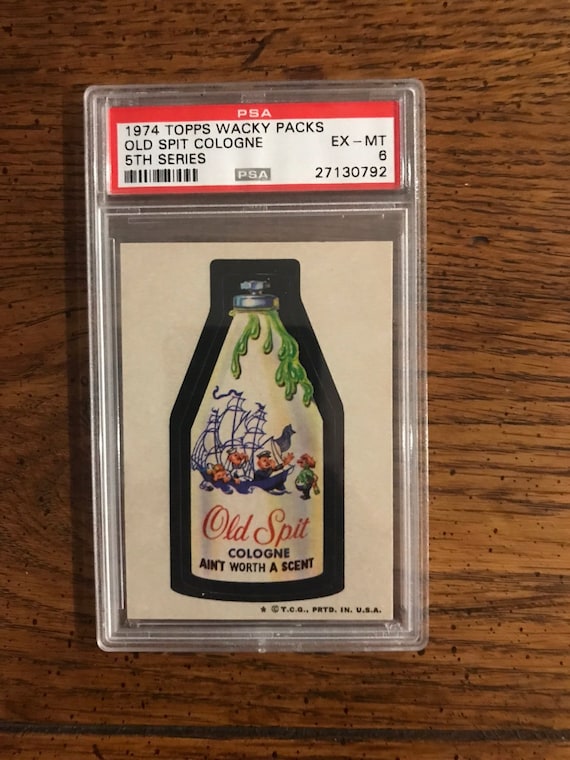 PSA
1974 TOPPS WACKY PACKS
OLD SPIT COLOGNE EX-MT
5TH SERIES 6
PSA 27130792
Old Spit
COLOGNE
AIN'T WORTH A SCENT
* © T.C.G., PRTD. IN U.S.A.